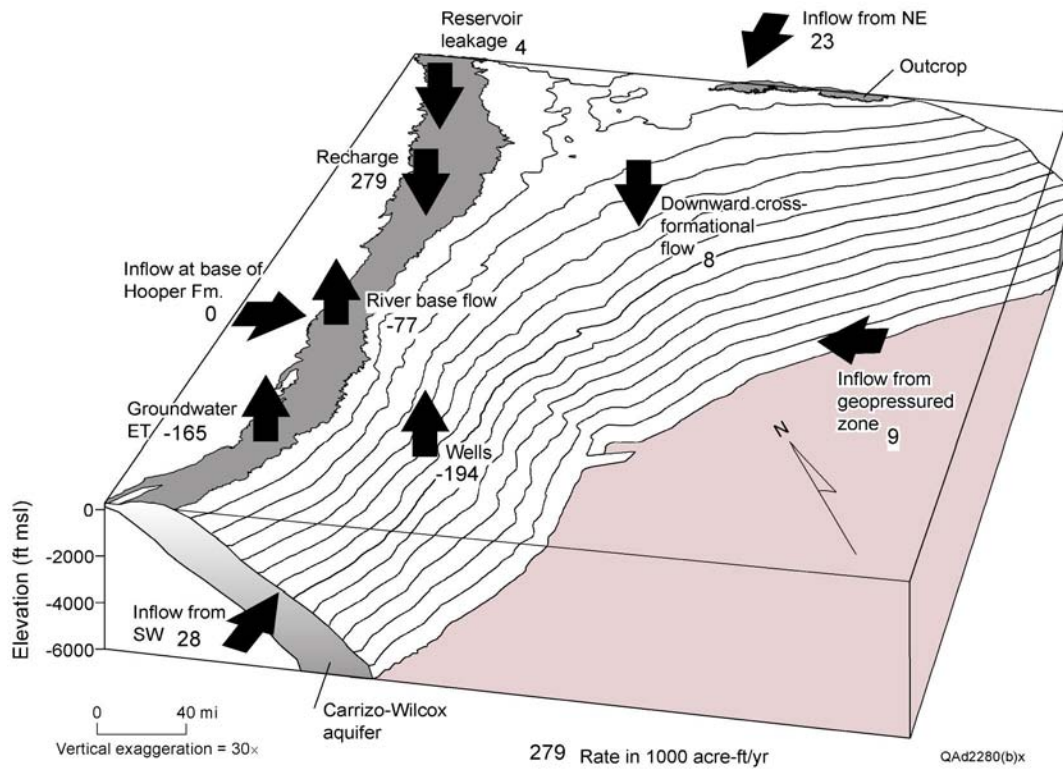 Reservoir
leakage 4
Inflow from NE
23
Outcrop
Recharge
279
Downward cross-
formational
flow 8
Inflow at base of
Hooper Fm.
0
River base flow
-77
Inflow from
geopressured
zone 9
N
Groundwater
ET -165
Wells
-194
Elevation (ft msl)
0
-2000
-4000
-6000
Inflow from
SW 28
Carrizo-Wilcox
aquifer
0 40 mi
Vertical exaggeration = 30×
279 Rate in 1000 acre-ft/yr
QAd2280(b)x